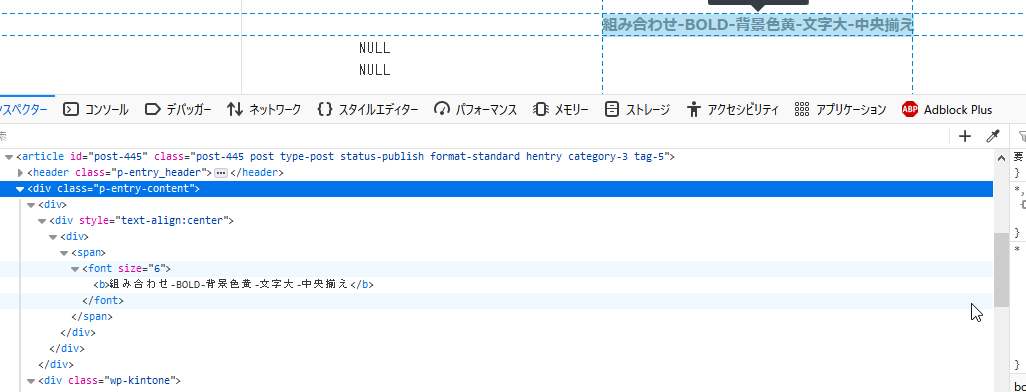 組み合わせ-BOLD-背景色黄-文字大-中央揃え
NULL
NULL
スペクター コンソール デバッガー ネットワーク スタイルエディター パフォーマンス メモリー ストレージ アクセシビリティ アプリケーション ABP Adblock Plus
索
<article id="post-445" class="post-445 post type-post status-publish format-standard hentry category-3 tag-5">
<header class="p-entry_header"> ••• </header>
<div class="p-entry-content">
<div>
<div style="text-align:center">
<div>
<span>
<font size="6">
<b>組み合わせ-BOLD-背景色黄-文字大-中央揃え</b>
</font>
</span>
</div>
</div>
</div>
<div class="wp-kintone">
要
}
*,
}
*
}
bo